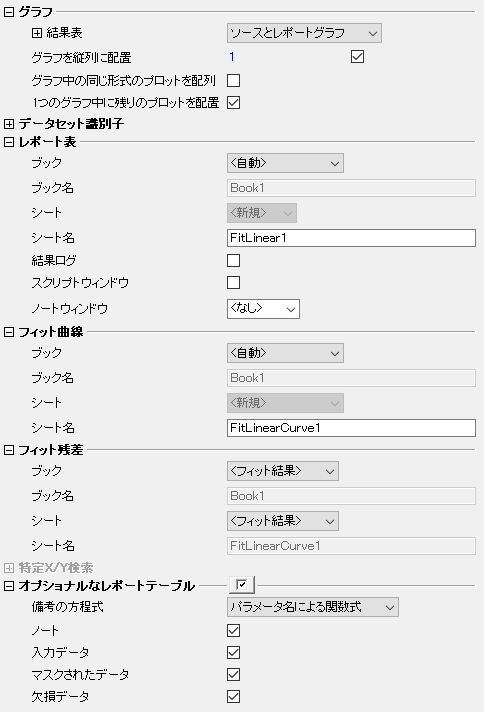 グラフ
結果表 ソースとレポートグラフ
グラフを縦列に配置 1
グラフ中の同じ形式のプロットを配列
1つのグラフ中に残りのプロットを配置
データセット識別子
レポート表
ブック <自動>
ブック名 Book1
シート <新規>
シート名 FitLinear1
結果ログ
スクリプトウィンドウ
ノートウィンドウ <なし>
フィット曲線
ブック <自動>
ブック名 Book1
シート <新規>
シート名 FitLinearCurve1
フィット残差
ブック <フィット結果>
ブック名 Book1
シート <フィット結果>
シート名 FitLinearCurve1
特定X/Y検索
オプショナルなレポートテーブル
備考の方程式 パラメータ名による関数式
ノート
入力データ
マスクされたデータ
欠損データ